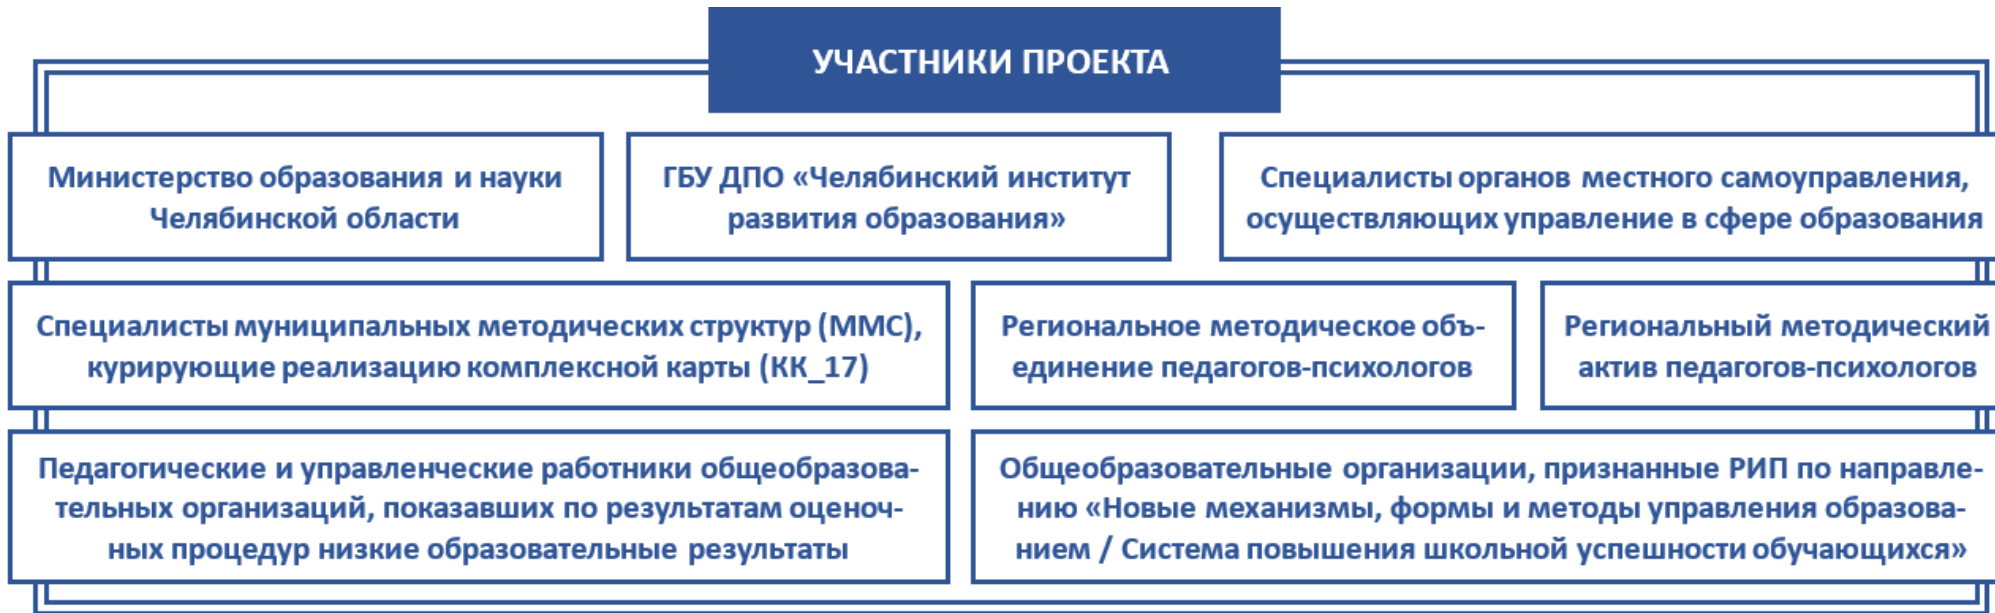 УЧАСТНИКИ ПРОЕКТА
Министерство образования и науки
Челябинской области
ГБУ ДПО «Челябинский институт
развития образования»
Специалисты органов местного самоуправления,
осуществляющих управление в сфере образования
Специалисты муниципальных методических структур (ММС),
курирующие реализацию комплексной карты (КК_17)
Региональное методическое объ-
единение педагогов-психологов
Региональный методический
актив педагогов-психологов
Педагогические и управленческие работники общеобразова-
тельных организаций, показавших по результатам оценоч-
ных процедур низкие образовательные результаты
Общеобразовательные организации, признанные РИП по направле-
нию «Новые механизмы, формы и методы управления образова-
нием / Система повышения школьной успешности обучающихся»